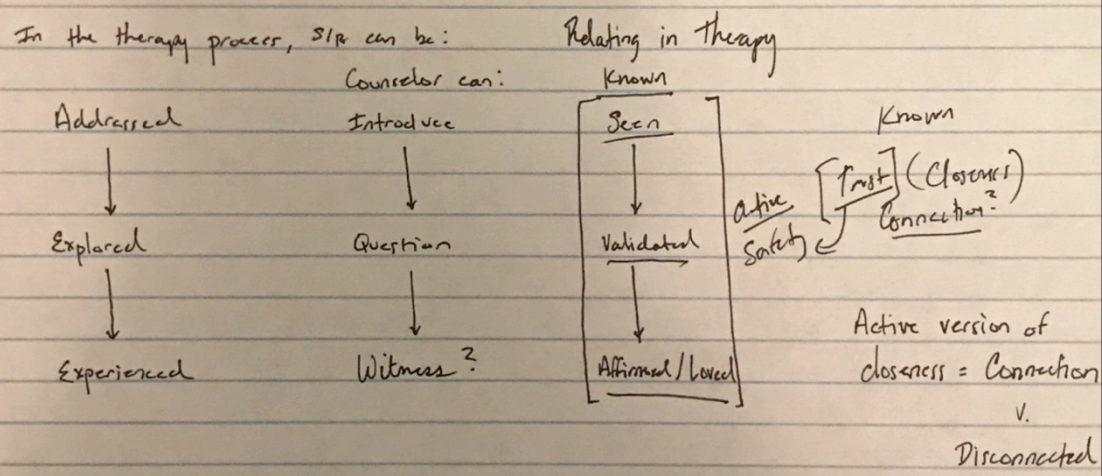 In the therapy process, S/R can be:
Relating in Therapy
Counselor can:
Known
Addressed
Introduce
Seen
Known
[Trust] (Closeness)
Connection?
active
Safety
Explored
Question
Validated
Experienced
Witness?
Affirmed/Loved
Active version of
closeness = Connection
v.
Disconnected